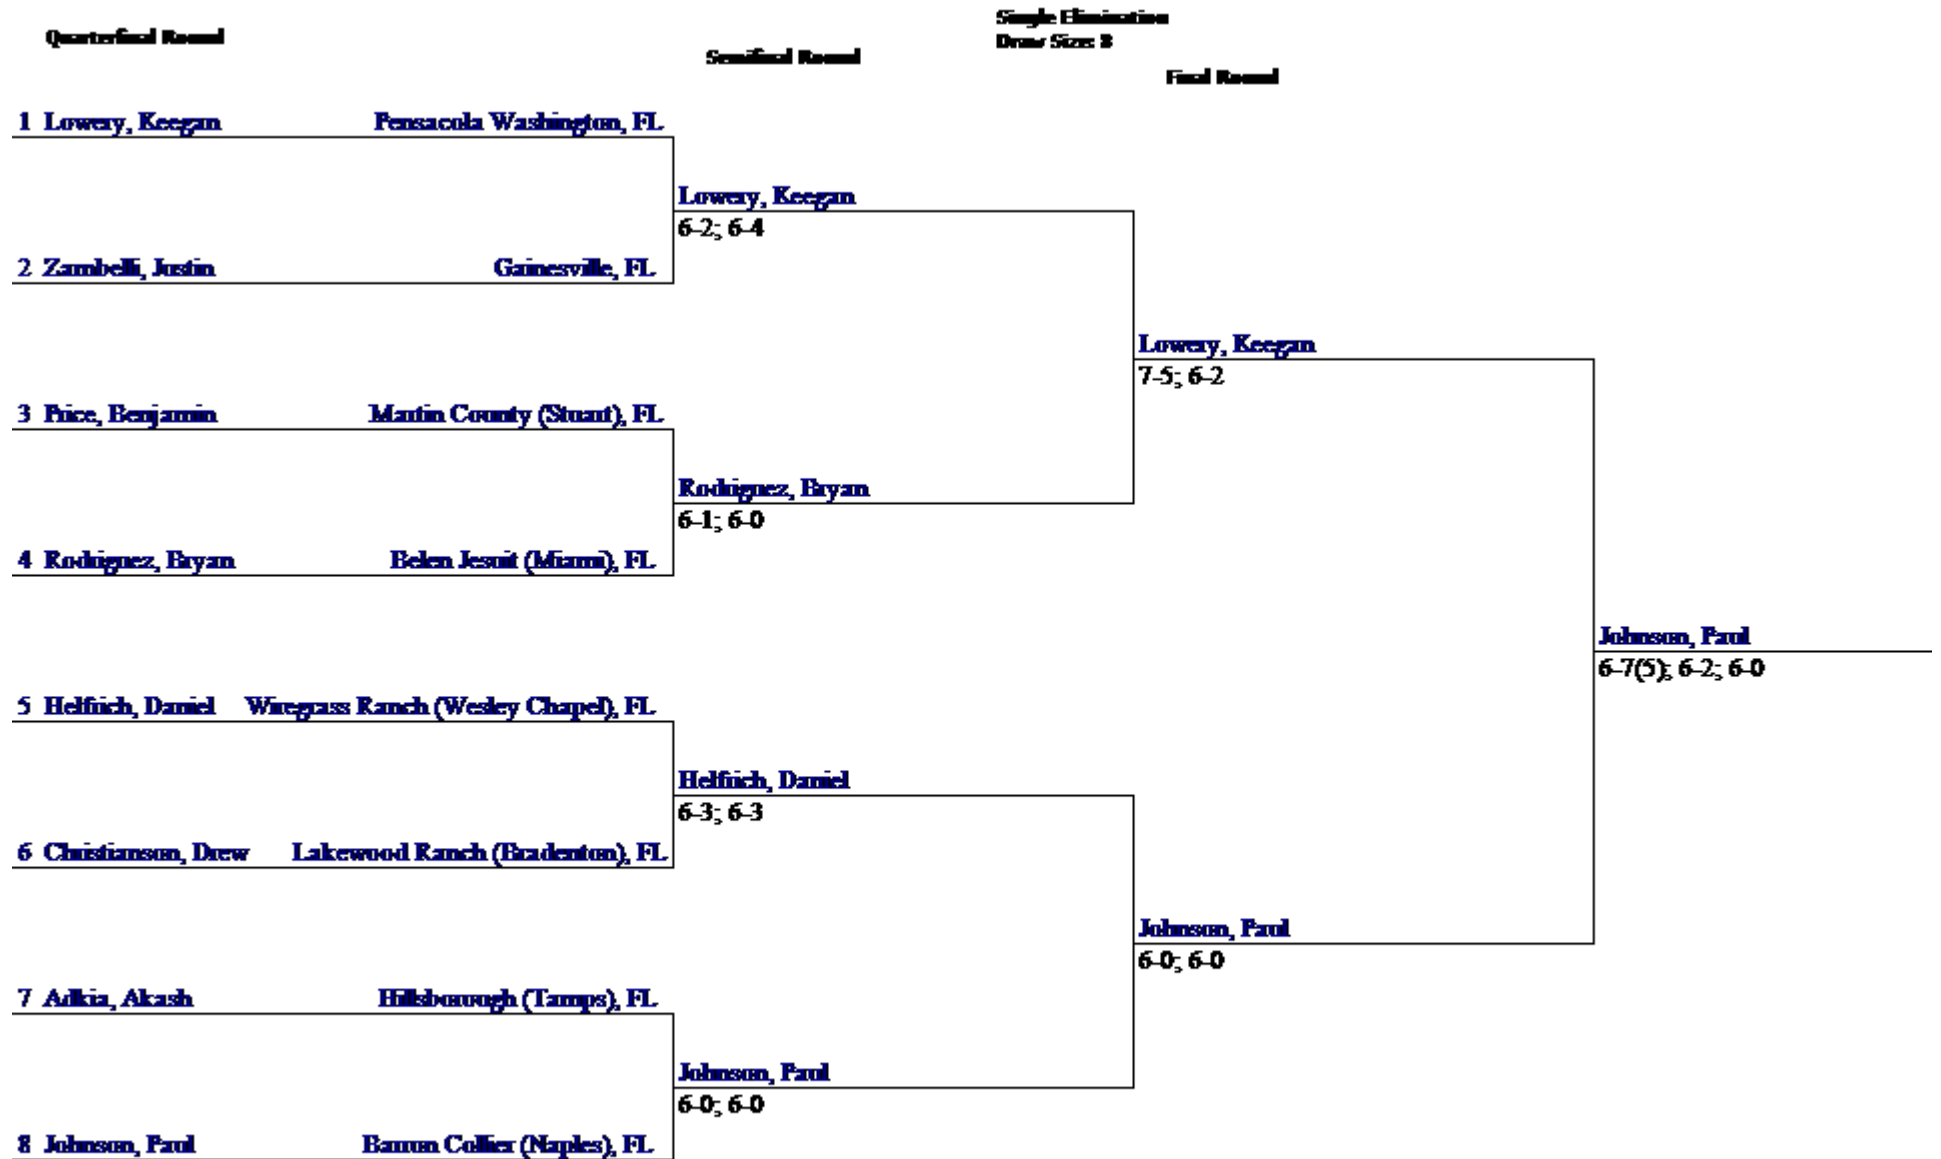 Single Elimination
Quarterfinal Round
Draw Size: 8
Semifinal Round
Final Round
1 Lowery, Keegan Pensacola Washington, FL
Lowery, Keegan
6-2; 6-4
2 Zambelli, Justin Gainesville, FL
Lowery, Keegan
7-5; 6-2
3 Price, Benjamin Martin County (Stuart), FL
Rodriguez, Bryan
6-1; 6-0
4 Rodriguez, Bryan Belen Jesuit (Miami), FL
Johnson, Paul
6-7(5); 6-2; 6-0
5 Helfrich, Daniel Wiregrass Ranch (Wesley Chapel), FL
Helfrich, Daniel
6-3; 6-3
6 Christianson, Drew Lakewood Ranch (Bradenton), FL
Johnson, Paul
6-0; 6-0
7 Adkia, Akash Hillsborough (Tamps), FL
Johnson, Paul
6-0; 6-0
8 Johnson, Paul Barron Collier (Naples), FL